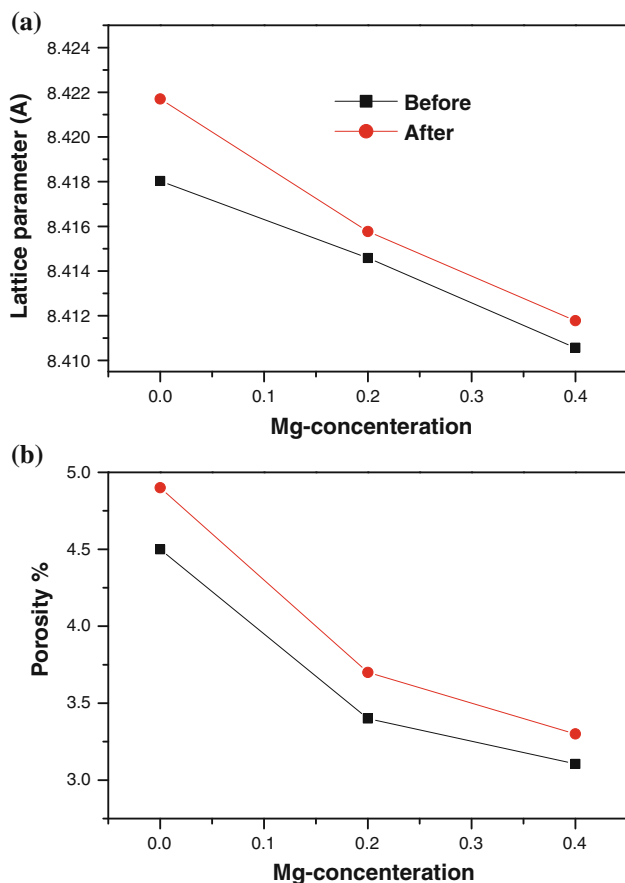 (a)
8.424
8.422
8.420
8.418
8.416
8.414
8.412
8.410
Lattice parameter (A)
Before
After
0.0 0.1 0.2 0.3 0.4
Mg-concenteration
(b)
5.0
4.5
4.0
3.5
3.0
Porosity %
0.0 0.1 0.2 0.3 0.4
Mg-concenteration